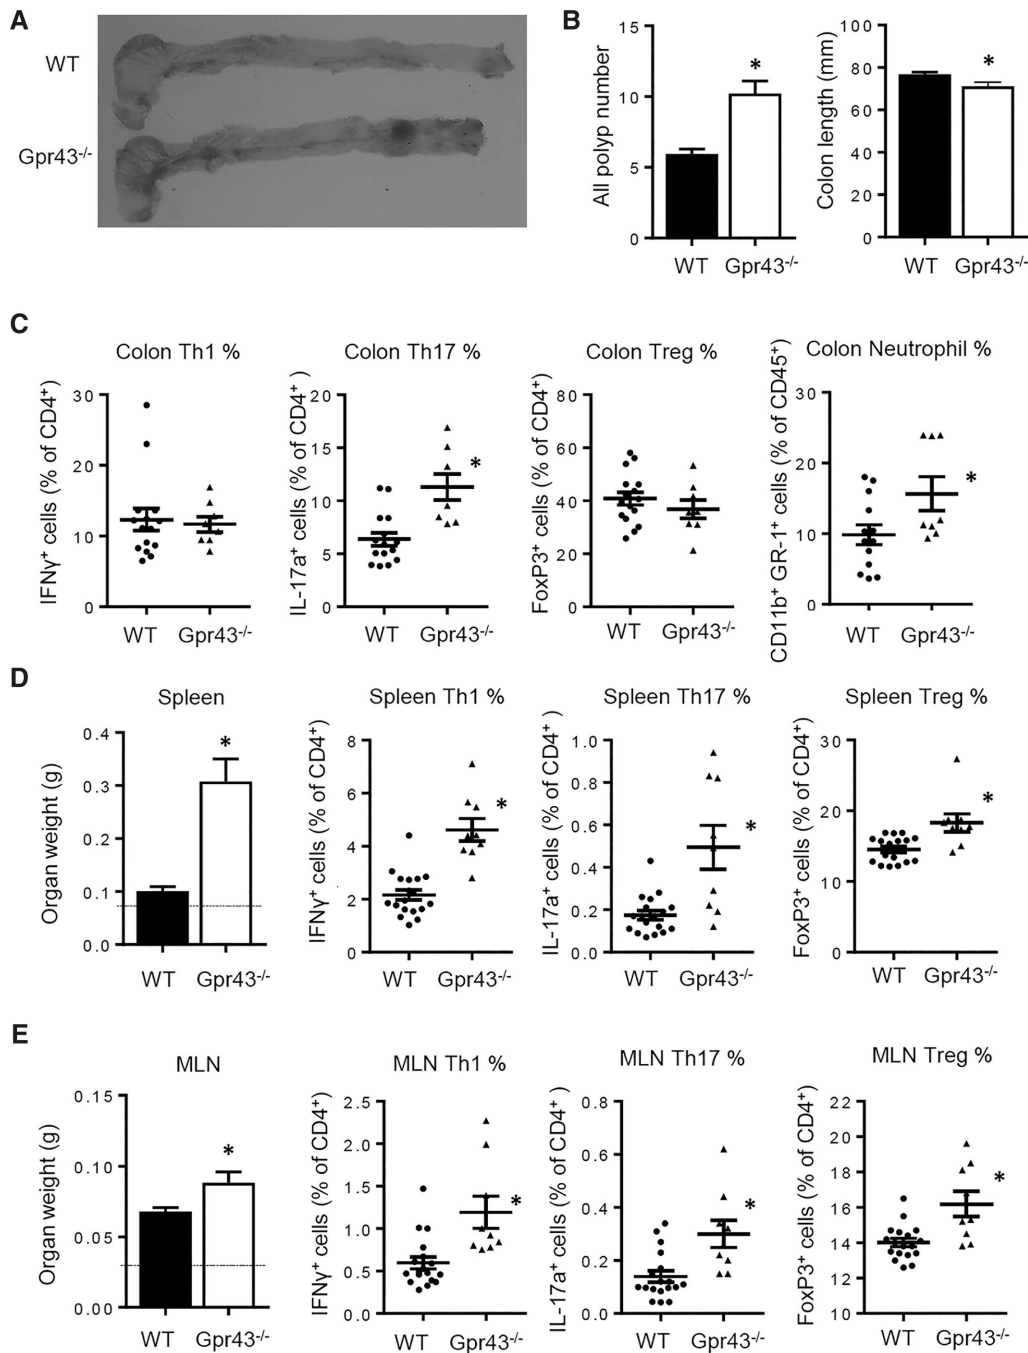 A
WT
Gpr43-/-
B
All polyp number
15
10
5
0
*
WT
Gpr43-/-
Colon length (mm)
100
80
60
40
20
0
*
WT
Gpr43-/-
C
Colon Th1 %
IFNγ+ cells (% of CD4+)
30
20
10
0
WT
Gpr43-/-
Colon Th17 %
IL-17a+ cells (% of CD4+ )
20
15
10
5
0
*
WT
Gpr43-/-
Colon Treg %
FoxP3+ cells (% of CD4+)
80
60
40
20
0
WT
Gpr43-/-
Colon Neutrophil %
CD11b+ GR-1+ cells (% of CD45+)
30
20
10
0
*
WT
Gpr43-/-
D
Spleen
Organ weight (g)
0.4
0.3
0.2
0.1
0.0
*
WT
Gpr43-/-
Spleen Th1 %
IFNγ+ cells (% of CD4+)
8
6
4
2
0
*
WT
Gpr43-/-
Spleen Th17 %
IL-17a+ cells (% of CD4+ )
1.0
0.8
0.6
0.4
0.2
0.0
*
WT
Gpr43-/-
Spleen Treg %
FoxP3+ cells (% of CD4+)
30
20
10
0
*
WT
Gpr43-/-
E
MLN
Organ weight (g)
0.15
0.10
0.05
0.00
*
WT
Gpr43-/-
MLN Th1 %
IFNγ+ cells (% of CD4+)
2.5
2.0
1.5
1.0
0.5
0.0
*
WT
Gpr43-/-
MLN Th17 %
IL-17a+ cells (% of CD4+ )
0.8
0.6
0.4
0.2
0.0
*
WT
Gpr43-/-
MLN Treg %
FoxP3+ cells (% of CD4+)
22
20
18
16
14
12
10
*
WT
Gpr43-/-